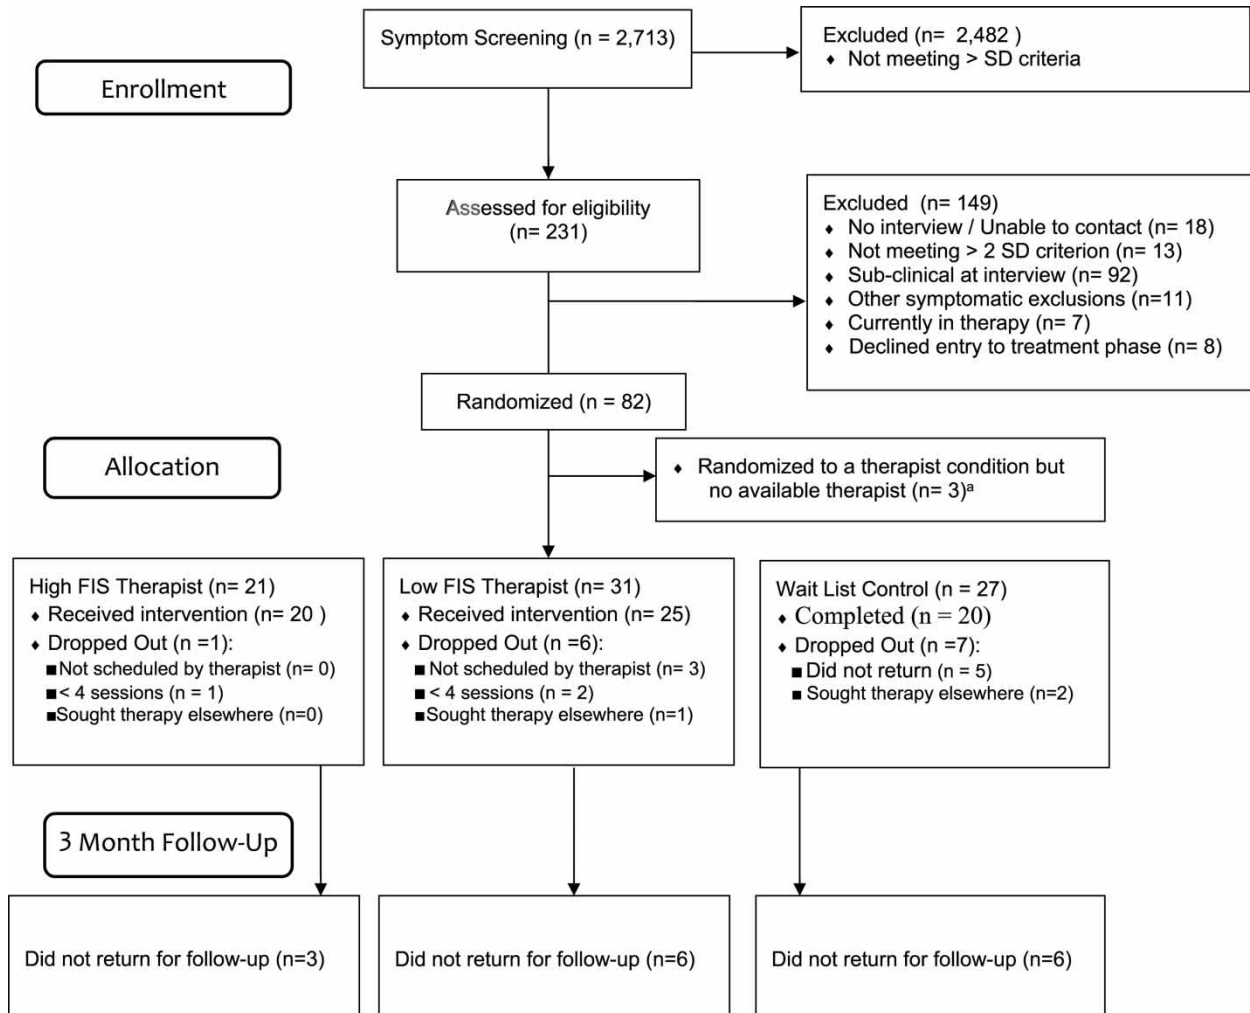 Symptom Screening (n = 2,713)
Excluded (n= 2,482 )
♦ Not meeting > SD criteria
Enrollment
Assessed for eligibility
(n= 231)
Excluded (n= 149)
♦ No interview / Unable to contact (n= 18)
♦ Not meeting > 2 SD criterion (n= 13)
♦ Sub-clinical at interview (n= 92)
♦ Other symptomatic exclusions (n=11)
♦ Currently in therapy (n= 7)
♦ Declined entry to treatment phase (n= 8)
Randomized (n = 82)
Allocation
♦ Randomized to a therapist condition but
no available therapist (n= 3)ᵃ
High FIS Therapist (n= 21)
♦ Received intervention (n= 20 )
♦ Dropped Out (n =1):
■Not scheduled by therapist (n= 0)
■< 4 sessions (n = 1)
■Sought therapy elsewhere (n=0)
Low FIS Therapist (n= 31)
♦ Received intervention (n= 25)
♦ Dropped Out (n =6):
■Not scheduled by therapist (n= 3)
■< 4 sessions (n = 2)
■Sought therapy elsewhere (n=1)
Wait List Control (n = 27)
♦ Completed (n = 20)
♦ Dropped Out (n =7):
■ Did not return (n = 5)
■ Sought therapy elsewhere (n=2)
3 Month Follow-Up
Did not return for follow-up (n=3)
Did not return for follow-up (n=6)
Did not return for follow-up (n=6)